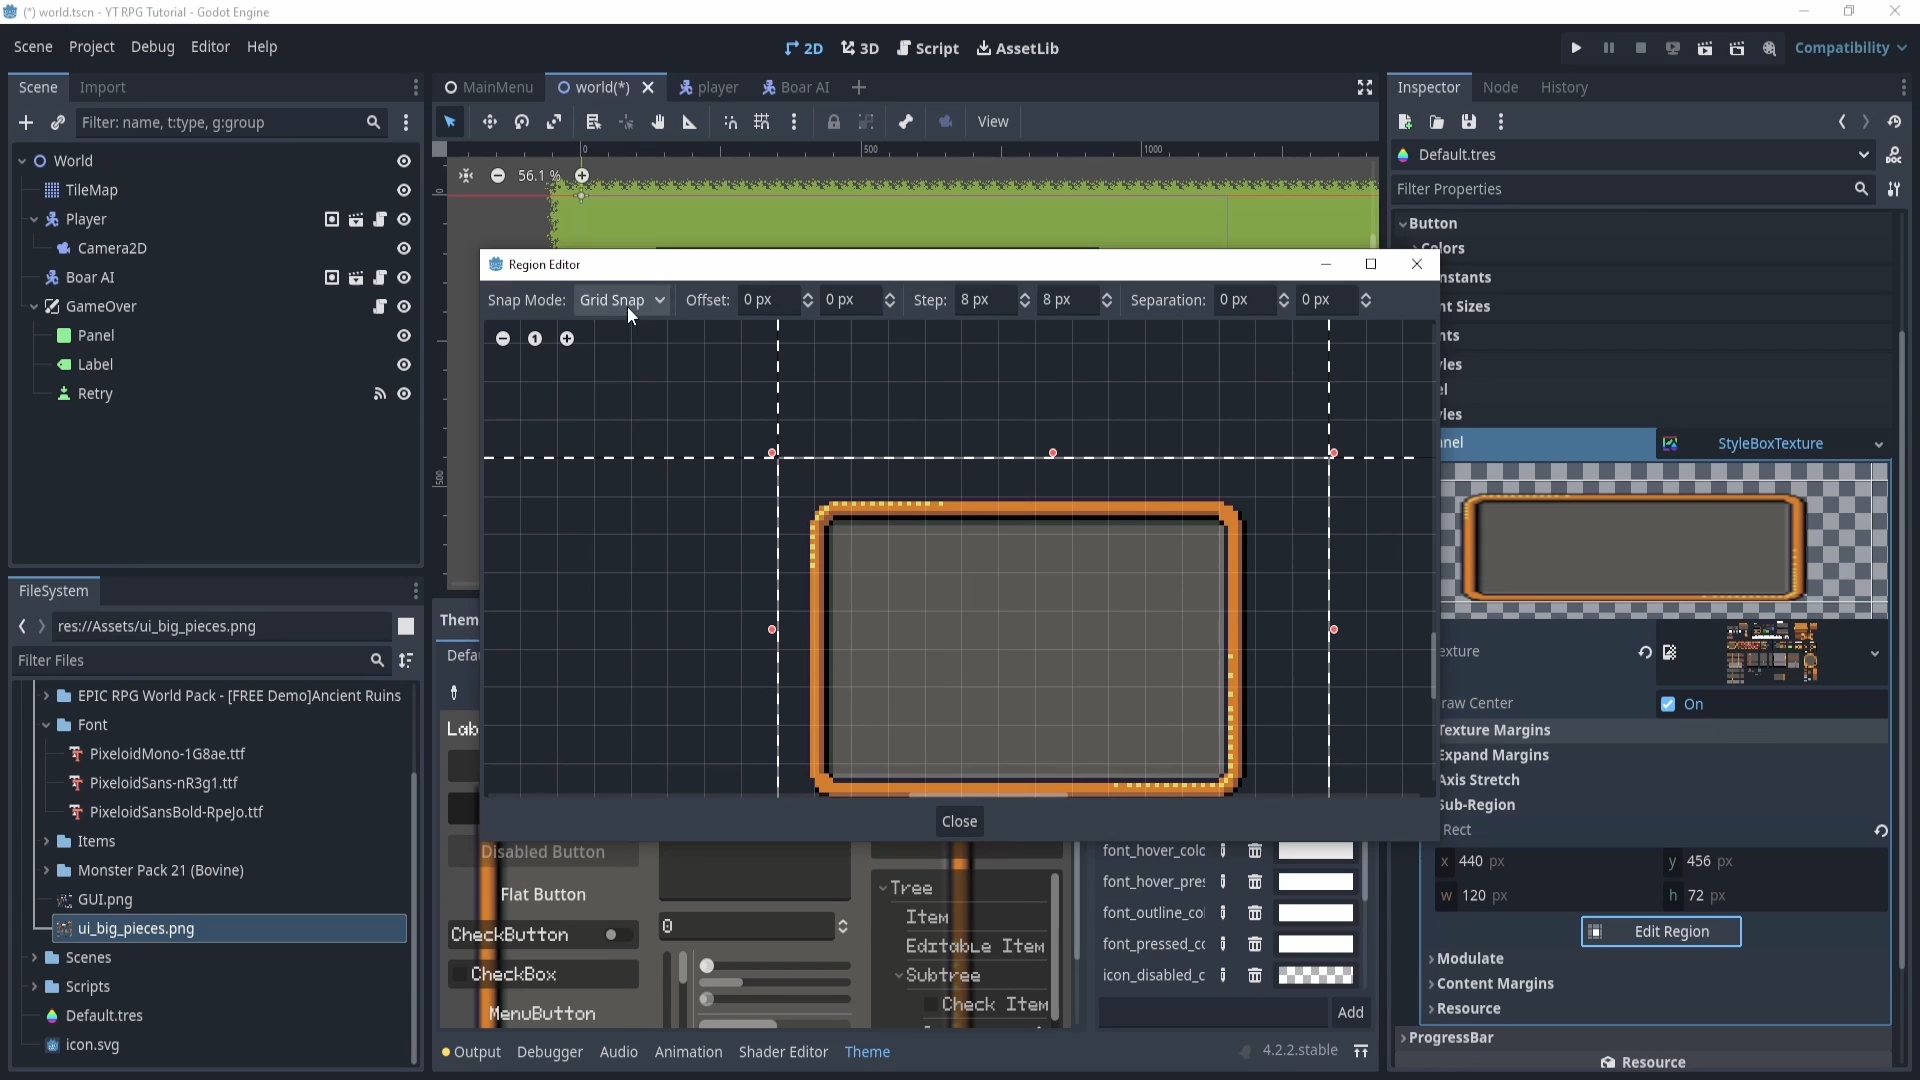 (*) world.tscn - YT RPG Tutorial - Godot Engine
Scene Project Debug Editor Help
2D 3D Script AssetLib
Compatibility
Scene Import
MainMenu world(*) player Boar AI
Inspector Node History
Filter: name, t:type, g:group
View
Default.tres
Filter Properties
World
TileMap
Player
Camera2D
Boar AI
GameOver
Panel
Label
Retry
0 500 1000
56.1 %
0
500
Region Editor
Snap Mode: Grid Snap Offset: 0 px 0 px Step: 8 px 8 px Separation: 0 px 0 px
1
Close
Button
Colors
nstants
nt Sizes
nts
les
el
les
nel StyleBoxTexture
exture
raw Center On
Texture Margins
Expand Margins
Axis Stretch
Sub-Region
Rect
x 440 px y 456 px
w 120 px h 72 px
Edit Region
Modulate
Content Margins
Resource
ProgressBar
Resource
FileSystem
res://Assets/ui_big_pieces.png
Filter Files
EPIC RPG World Pack - [FREE Demo]Ancient Ruins
Font
PixeloidMono-1G8ae.ttf
PixeloidSans-nR3g1.ttf
PixeloidSansBold-RpeJo.ttf
Items
Monster Pack 21 (Bovine)
GUI.png
ui_big_pieces.png
Scenes
Scripts
Default.tres
icon.svg
Them
Defau
Lab
Disabled Button
Flat Button
CheckButton
CheckBox
MenuButton
0
Tree
Item
Editable Item
Subtree
Check Item
font_hover_colo
font_hover_pres
font_outline_col
font_pressed_co
icon_disabled_c
Add
Output Debugger Audio Animation Shader Editor Theme
4.2.2.stable